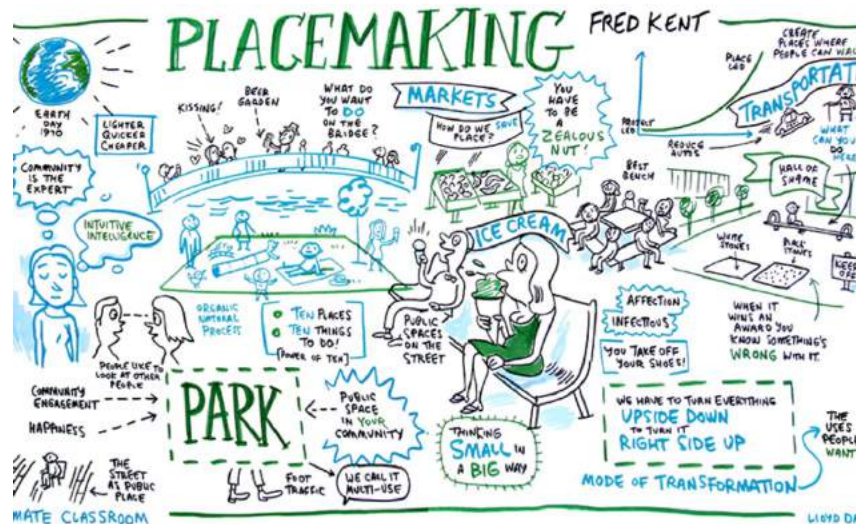 PLACEMAKING
FRED KENT
EARTH
DAY
1970
LIGHTER
QUICKER
CHEAPER
KISSING!
BEER
GARDEN
WHAT DO
YOU WANT
TO DO
ON THE
BRIDGE?
MARKETS
HOW DO WE SAVE
PLACE?
YOU
HAVE
TO BE
A
ZEALOUS
NUT!
CREATE
PLACES WHERE
PEOPLE CAN
PLACE
LED
PROJECT
LED
REDUCE
AUTOS
WHAT
CAN YOU
DO
HERE
COMMUNITY
IS THE
EXPERT
INTUITIVE
INTELLIGENCE
BEST
BENCH
HALL OF
SHAME
ICE CREAM
WHITE
STONES
BLACK
STONES
KEEP
OFF
ORGANIC
NATURAL
PROCESS
TEN PLACES
TEN THINGS
TO DO!
[POWER OF TEN]
PUBLIC
SPACES
ON THE
STREET
AFFECTION
INFECTIOUS
YOU TAKE OFF
YOUR SHOES!
WHEN IT
WINS AN
AWARD YOU
KNOW SOMETHING'S
WRONG WITH IT.
PEOPLE LIKE TO
LOOK AT OTHER
PEOPLE
COMMUNITY
ENGAGEMENT
HAPPINESS
PARK
PUBLIC
SPACE
IN YOUR
COMMUNITY
THINKING
SMALL IN
A BIG WAY
WE HAVE TO TURN EVERYTHING
UPSIDE DOWN
TO TURN IT
RIGHT SIDE UP
THE
USES
PEOPLE
WANT
THE
STREET
AS PUBLIC
PLACE
FOOT
TRAFFIC
WE CALL IT
MULTI-USE
MODE OF TRANSFORMATION
MATE CLASSROOM
LLOYD DA